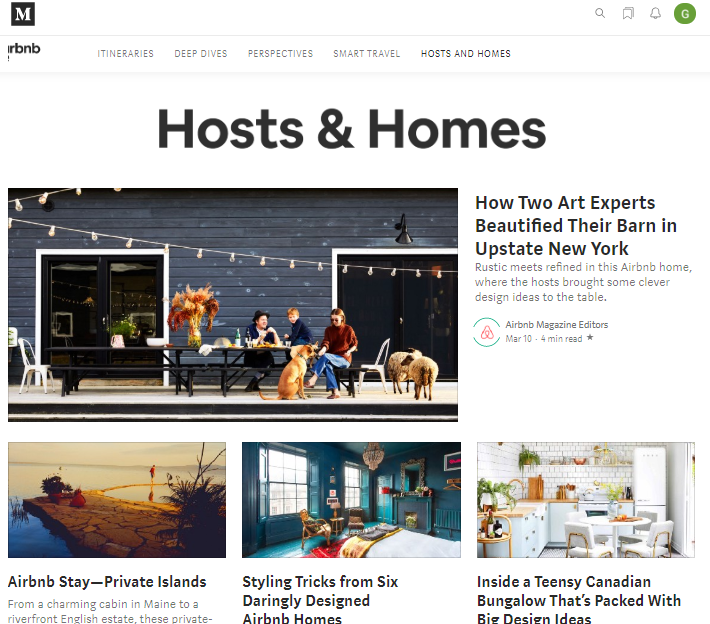 M
G
ITINERARIES DEEP DIVES PERSPECTIVES SMART TRAVEL HOSTS AND HOMES
Hosts & Homes
How Two Art Experts
Beautified Their Barn in
Upstate New York
Rustic meets refined in this Airbnb home,
where the hosts brought some clever
design ideas to the table.
Airbnb Magazine Editors
Mar 10 · 4 min read ★
Airbnb Stay—Private Islands
From a charming cabin in Maine to a
riverfront English estate, these private-
Styling Tricks from Six
Daringly Designed
Airbnb Homes
Inside a Teensy Canadian
Bungalow That's Packed With
Big Design Ideas